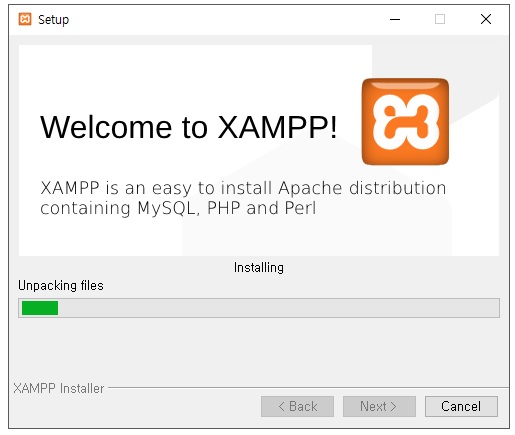 Setup
Welcome to XAMPP!
XAMPP is an easy to install Apache distribution
containing MySQL, PHP and Perl
Installing
Unpacking files
XAMPP Installer
< Back
Next >
Cancel